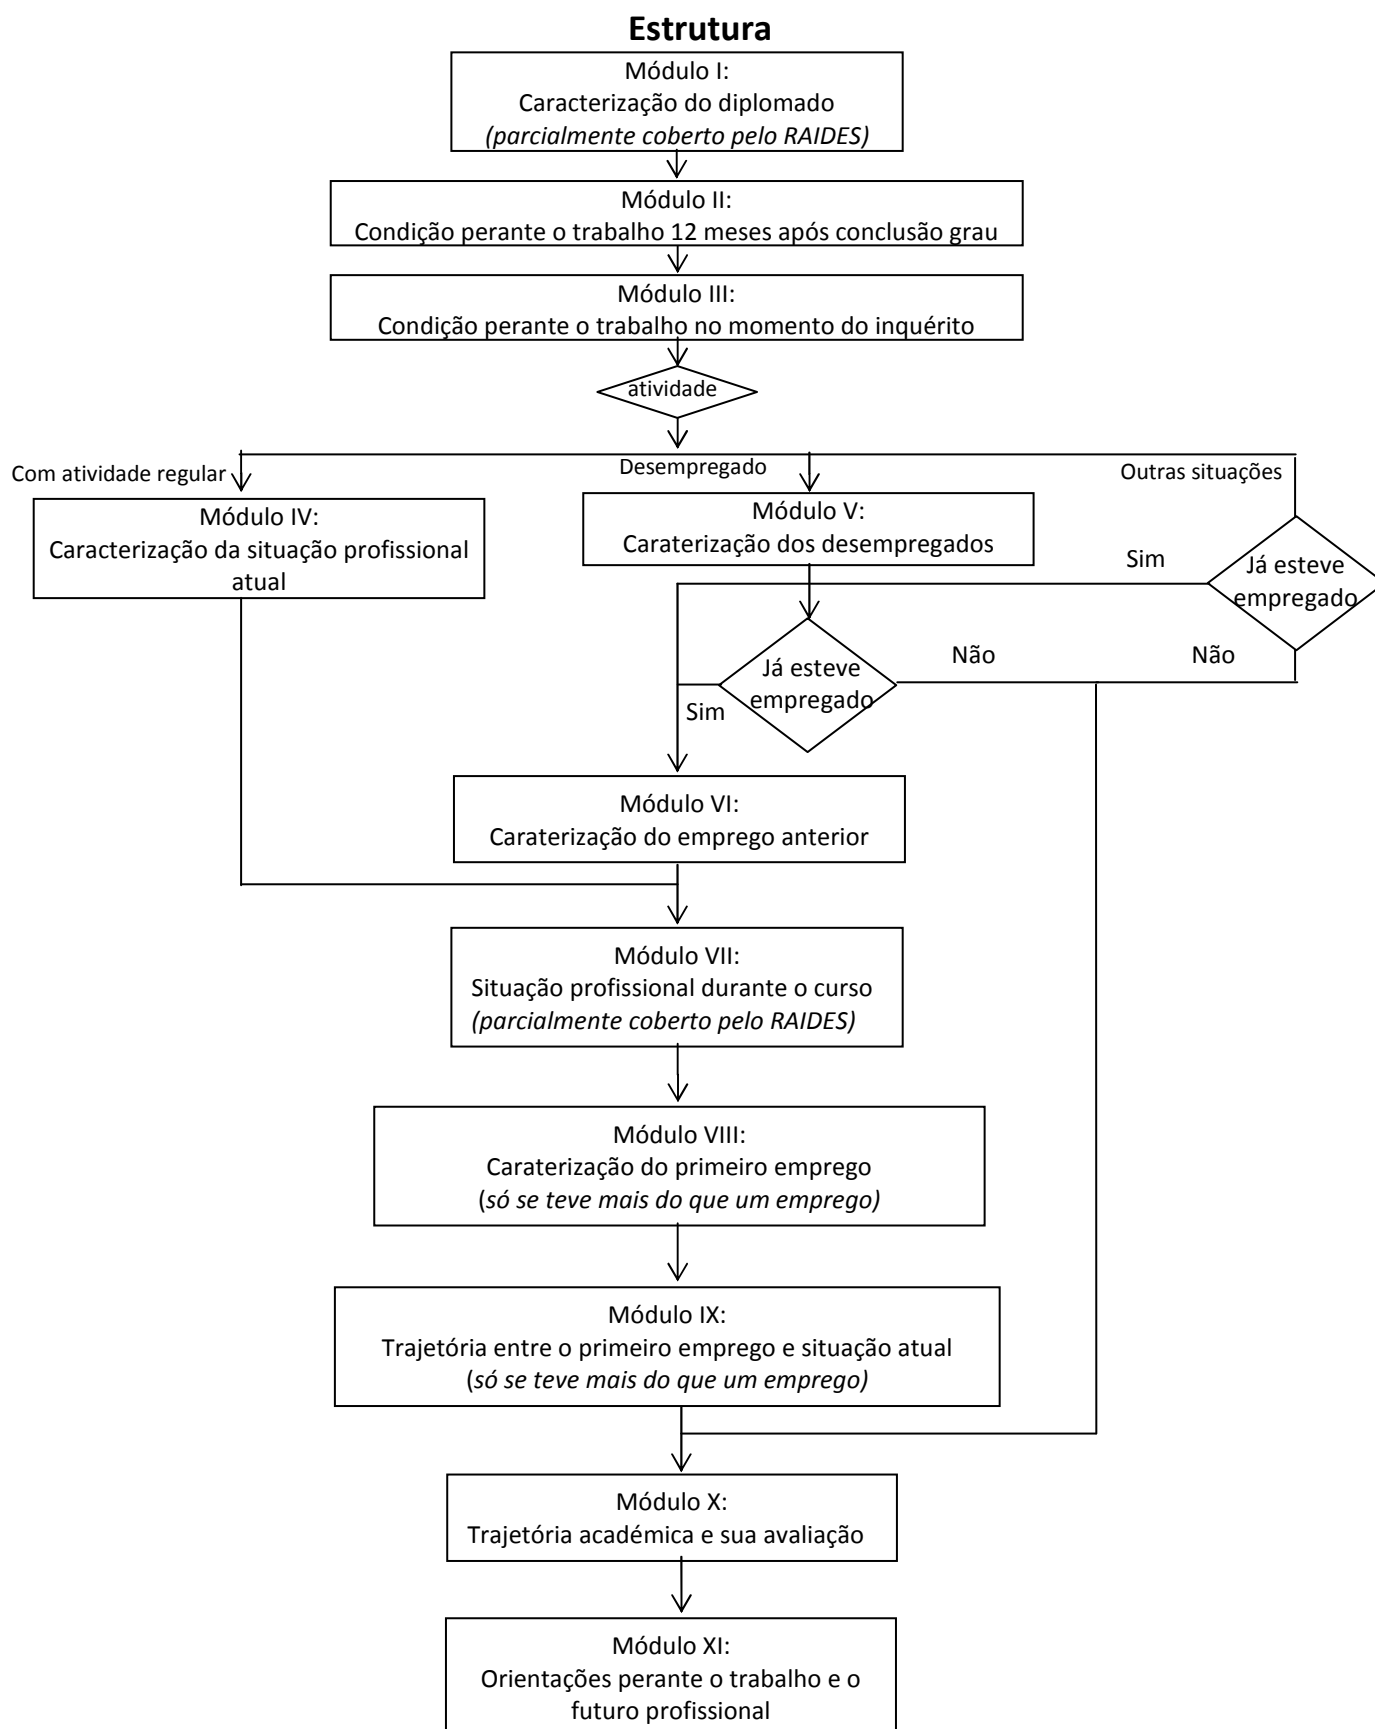 Estrutura
Módulo I:
Caracterização do diplomado
(parcialmente coberto pelo RAIDES)
Módulo II:
Condição perante o trabalho 12 meses após conclusão grau
Módulo III:
Condição perante o trabalho no momento do inquérito
atividade
Com atividade regular
Desempregado
Outras situações
Módulo IV:
Caracterização da situação profissional
atual
Módulo V:
Caraterização dos desempregados
Sim
Já esteve
empregado
Não
Não
Já esteve
empregado
Sim
Módulo VI:
Caraterização do emprego anterior
Módulo VII:
Situação profissional durante o curso
(parcialmente coberto pelo RAIDES)
Módulo VIII:
Caraterização do primeiro emprego
(só se teve mais do que um emprego)
Módulo IX:
Trajetória entre o primeiro emprego e situação atual
(só se teve mais do que um emprego)
Módulo X:
Trajetória académica e sua avaliação
Módulo XI:
Orientações perante o trabalho e o
futuro profissional